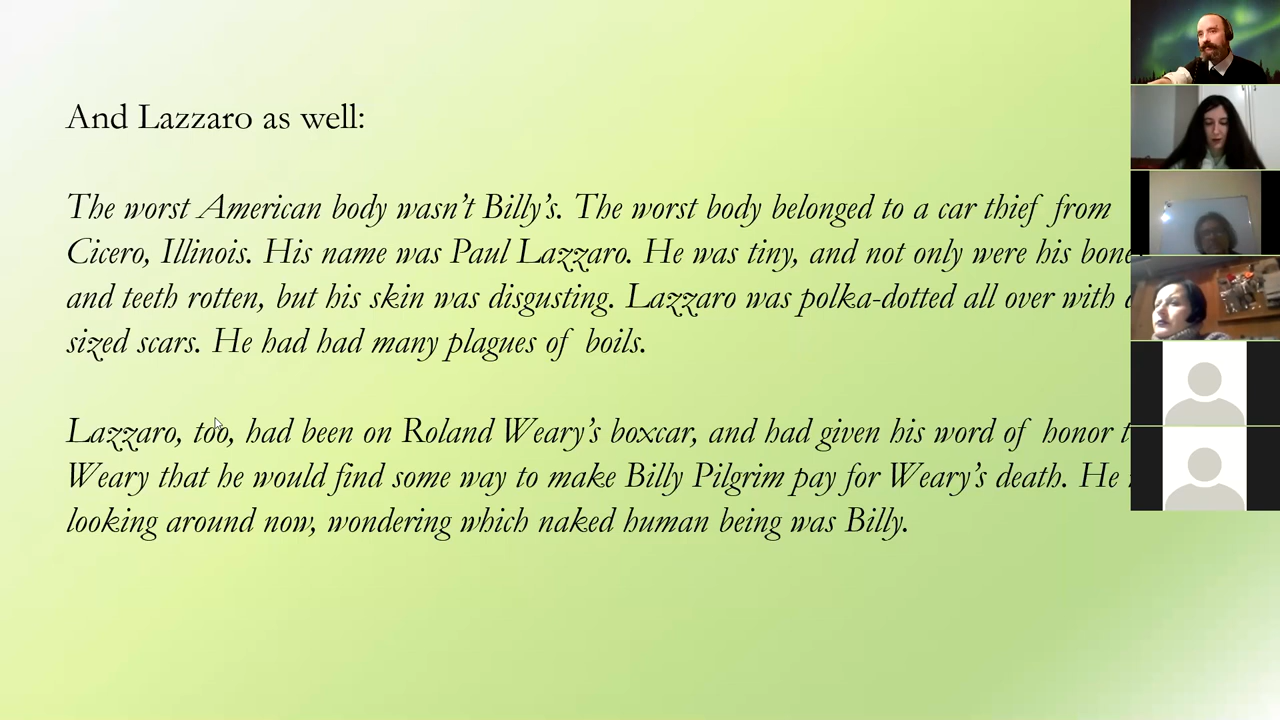 And Lazzaro as well:
The worst American body wasn't Billy's. The worst body belonged to a car thief from
Cicero, Illinois. His name was Paul Lazzaro. He was tiny, and not only were his
and teeth rotten, but his skin was disgusting. Lazzaro was polka-dotted all over with
sized scars. He had had many plagues of boils.
Lazzaro, too, had been on Roland Weary's boxcar, and had given his word of honor
Weary that he would find some way to make Billy Pilgrim pay for Weary's death. He
looking around now, wondering which naked human being was Billy.